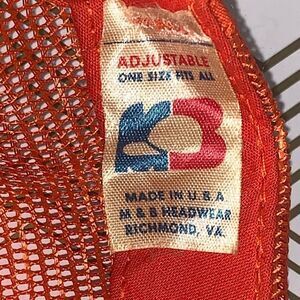 ADJUSTABLE
ONE SIZE FITS ALL
MADE IN U.S.A
M & B HEADWEAR
RICHMOND, VA.